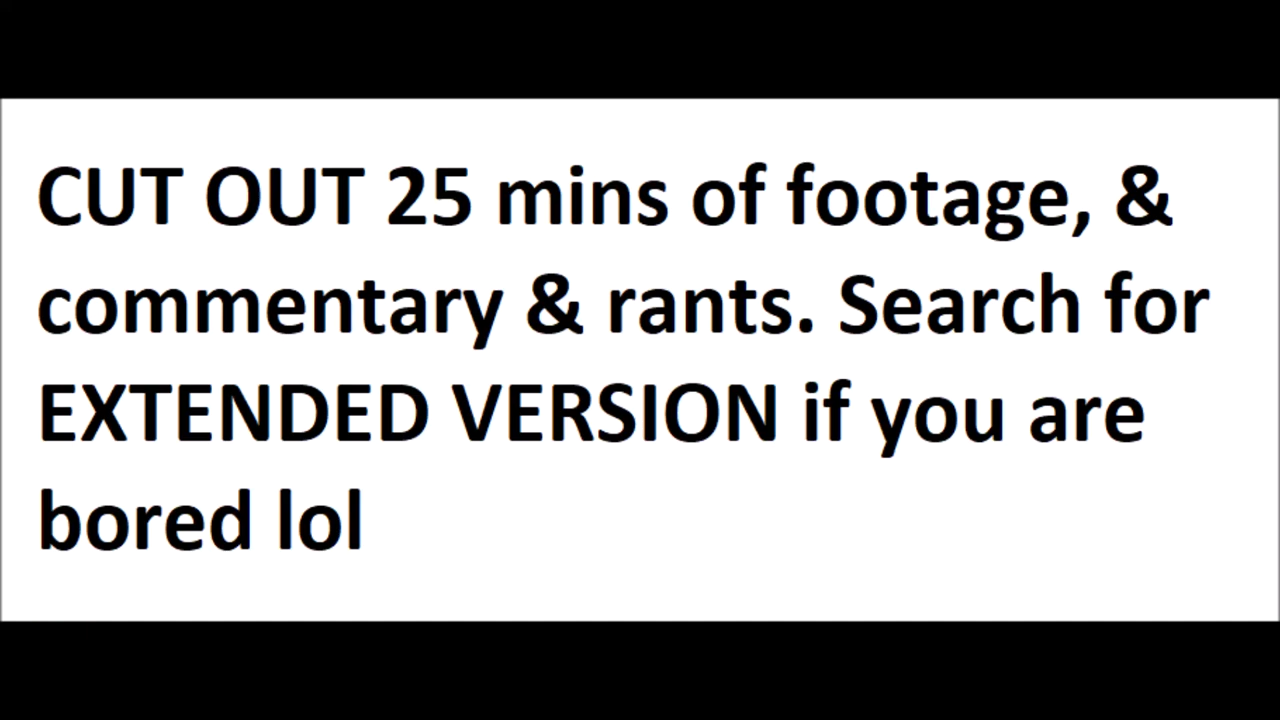 CUT OUT 25 mins of footage, &
commentary & rants. Search for
EXTENDED VERSION if you are
bored lol